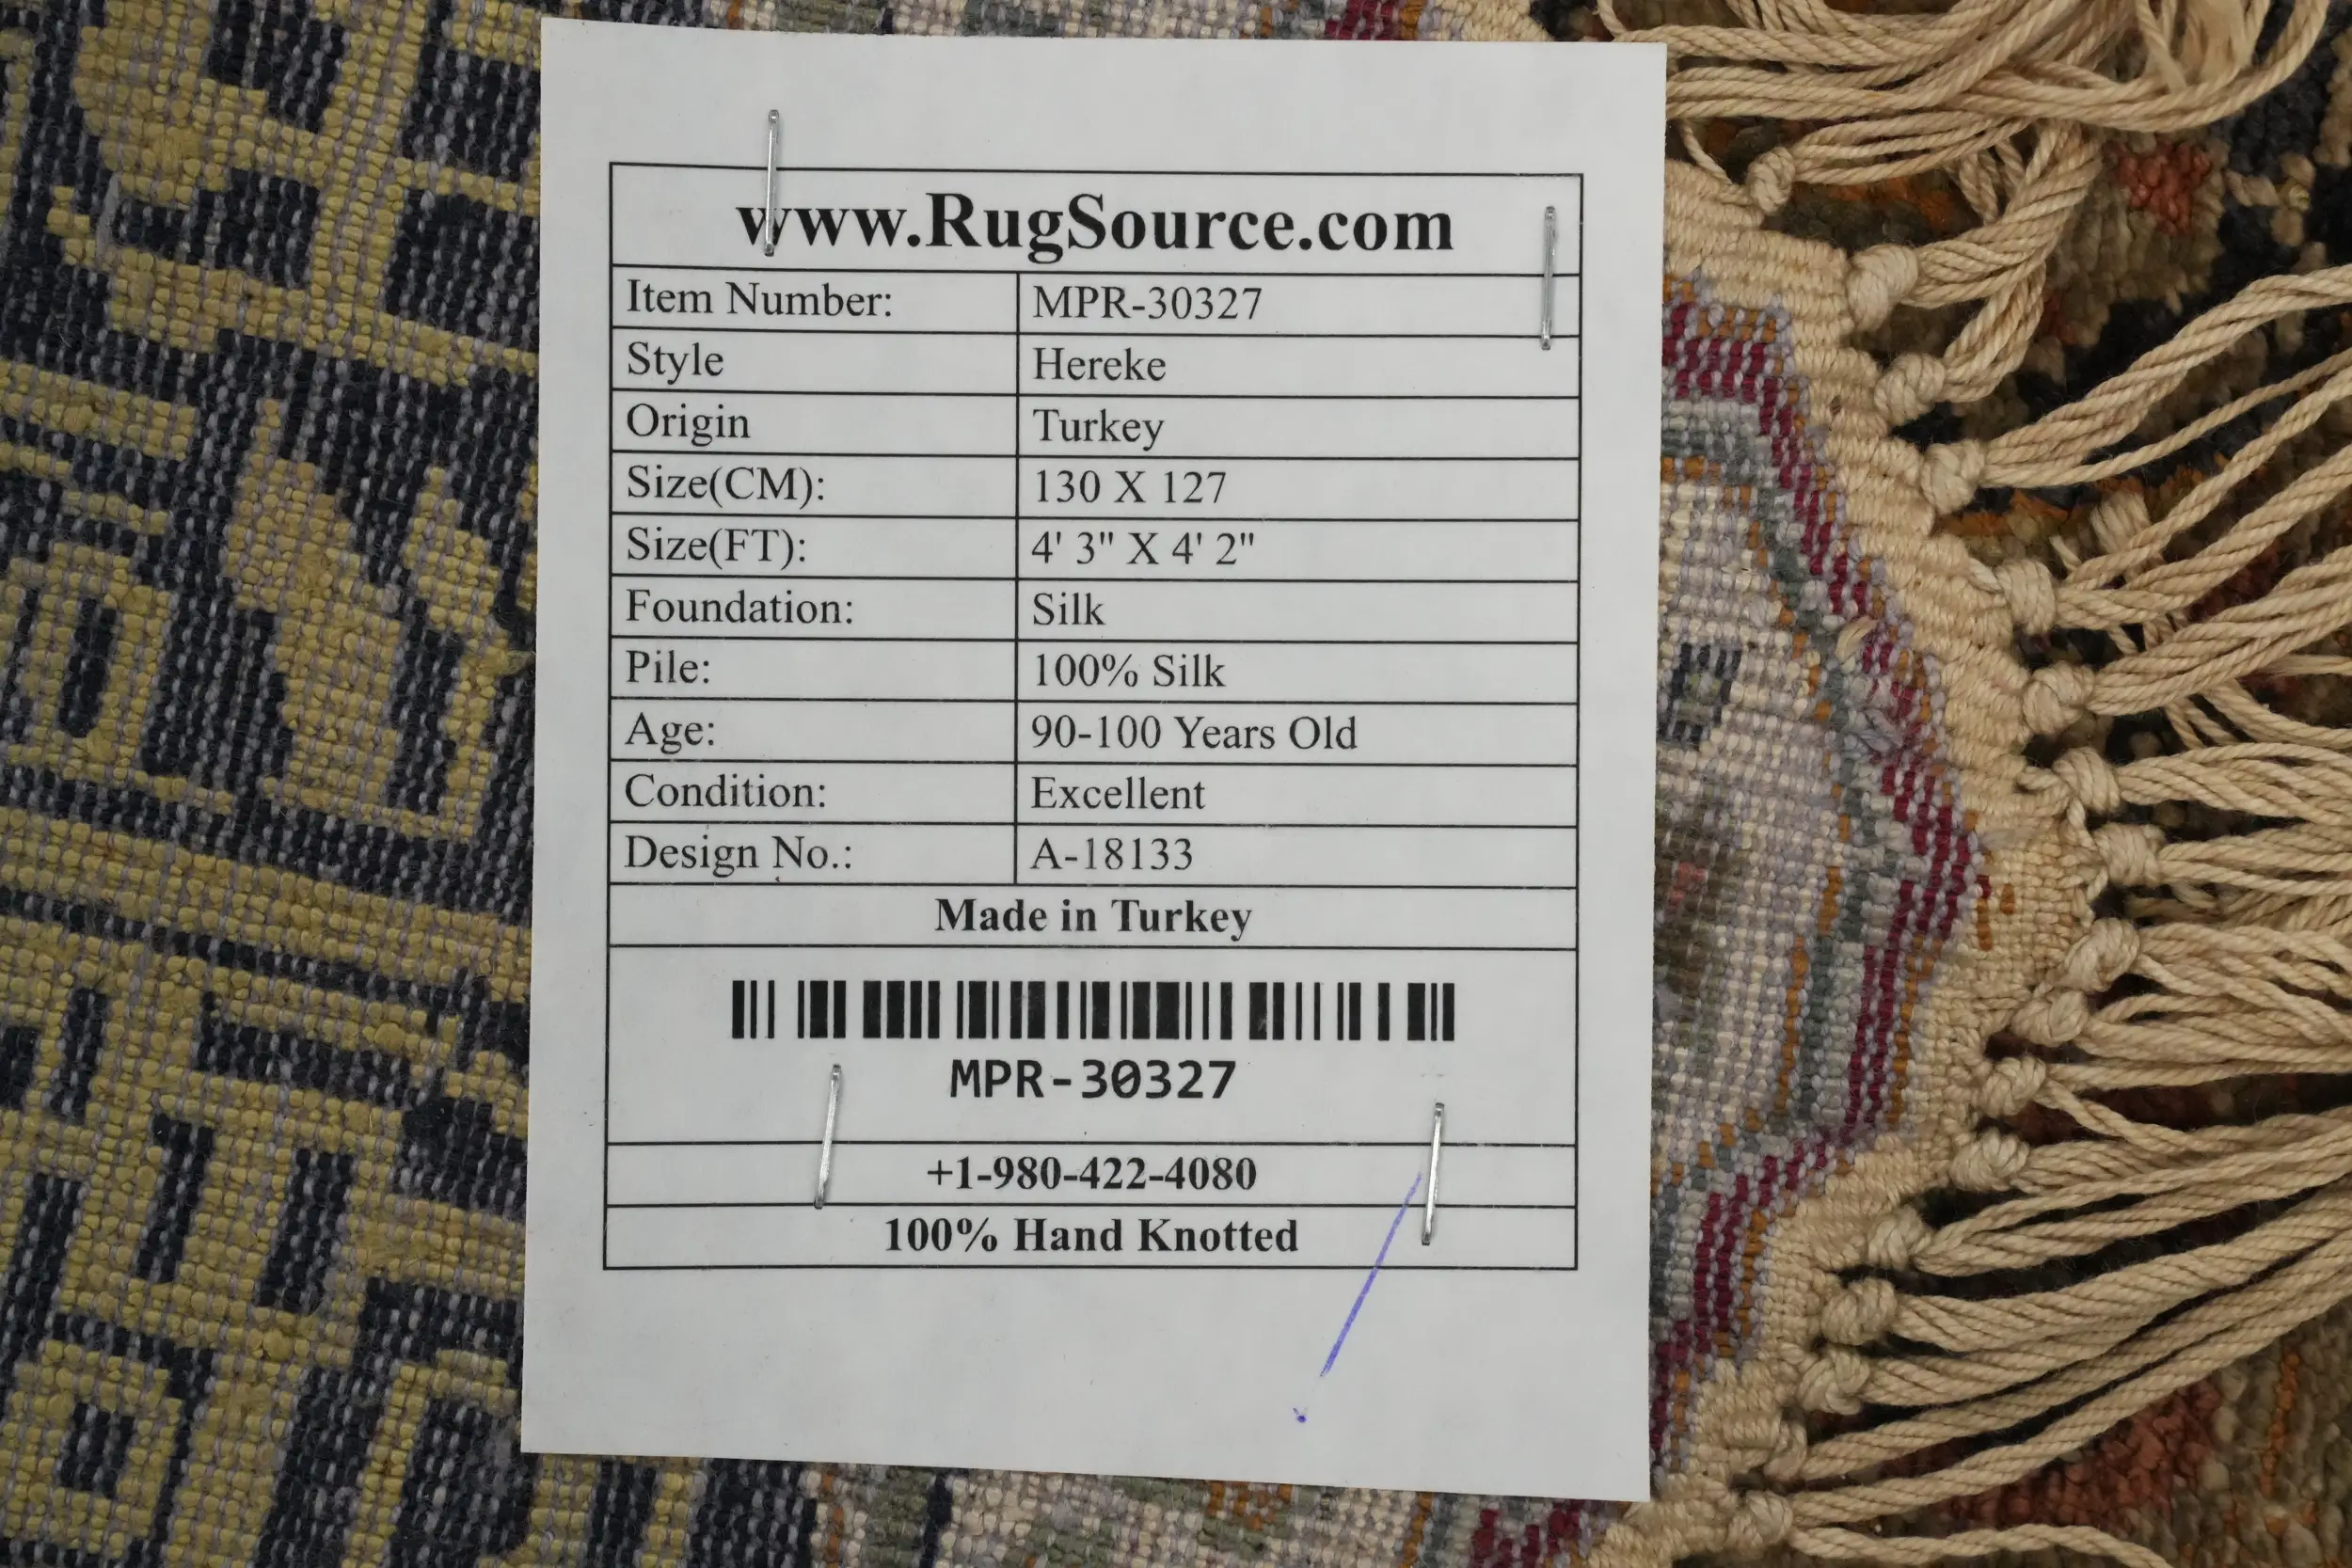 www.RugSource.com
Item Number: MPR-30327
Style Hereke
Origin Turkey
Size(CM): 130 X 127
Size(FT): 4' 3" X 4' 2"
Foundation: Silk
Pile: 100% Silk
Age: 90-100 Years Old
Condition: Excellent
Design No.: A-18133
Made in Turkey
MPR-30327
+1-980-422-4080
100% Hand Knotted